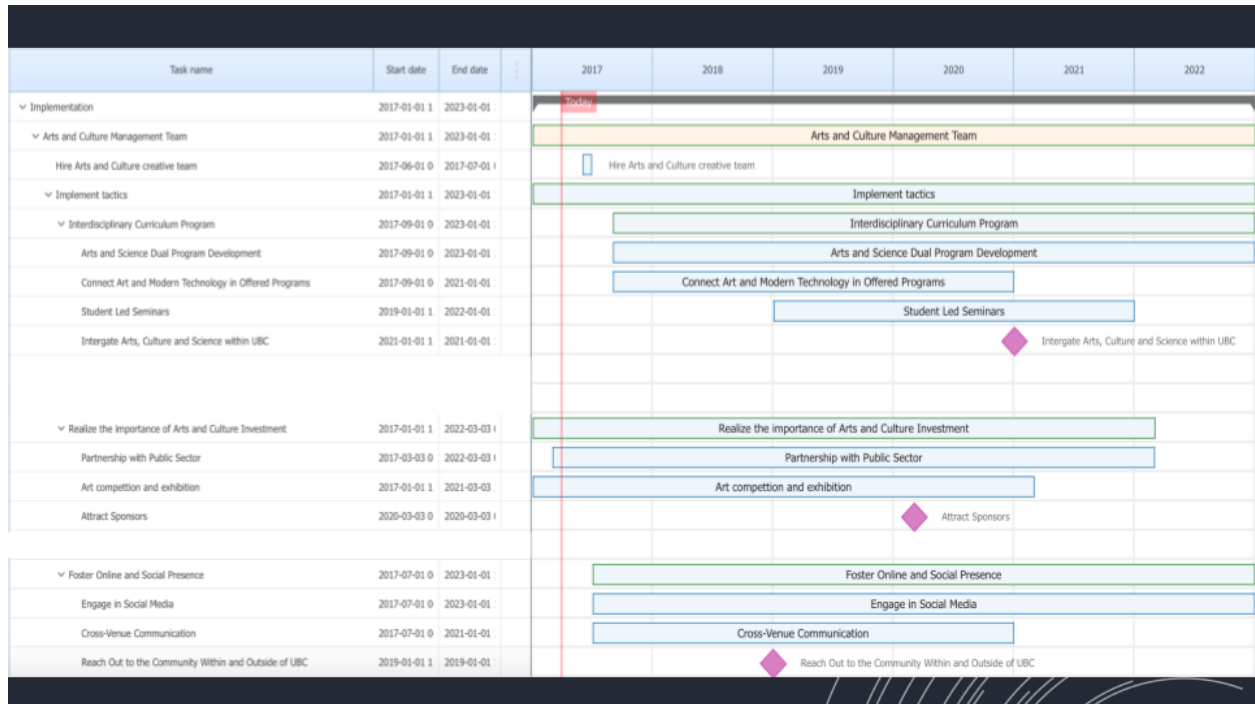 Task name Start date End date 2017 2018 2019 2020 2021 2022
Implementation 2017-01-01 1 2023-01-01 Today
Arts and Culture Management Team 2017-01-01 1 2023-01-01 Arts and Culture Management Team
Hire Arts and Culture creative team 2017-06-01 0 2017-07-01 Hire Arts and Culture creative team
Implement tactics 2017-01-01 1 2023-01-01 Implement tactics
Interdisciplinary Curriculum Program 2017-09-01 0 2023-01-01 Interdisciplinary Curriculum Program
Arts and Science Dual Program Development 2017-09-01 0 2023-01-01 Arts and Science Dual Program Development
Connect Art and Modern Technology in Offered Programs 2017-09-01 0 2021-01-01 Connect Art and Modern Technology in Offered Programs
Student Led Seminars 2019-01-01 1 2022-01-01 Student Led Seminars
Intergate Arts, Culture and Science within UBC 2021-01-01 1 2021-01-01 Intergate Arts, Culture and Science within UBC
Realize the importance of Arts and Culture Investment 2017-01-01 1 2022-03-03 Realize the importance of Arts and Culture Investment
Partnership with Public Sector 2017-03-03 0 2022-03-03 Partnership with Public Sector
Art compettion and exhibition 2017-01-01 1 2021-03-03 Art compettion and exhibition
Attract Sponsors 2020-03-03 0 2020-03-03 Attract Sponsors
Foster Online and Social Presence 2017-07-01 0 2023-01-01 Foster Online and Social Presence
Engage in Social Media 2017-07-01 0 2023-01-01 Engage in Social Media
Cross-Venue Communication 2017-07-01 0 2021-01-01 Cross-Venue Communication
Reach Out to the Community Within and Outside of UBC 2019-01-01 1 2019-01-01 Reach Out to the Community Within and Outside of UBC